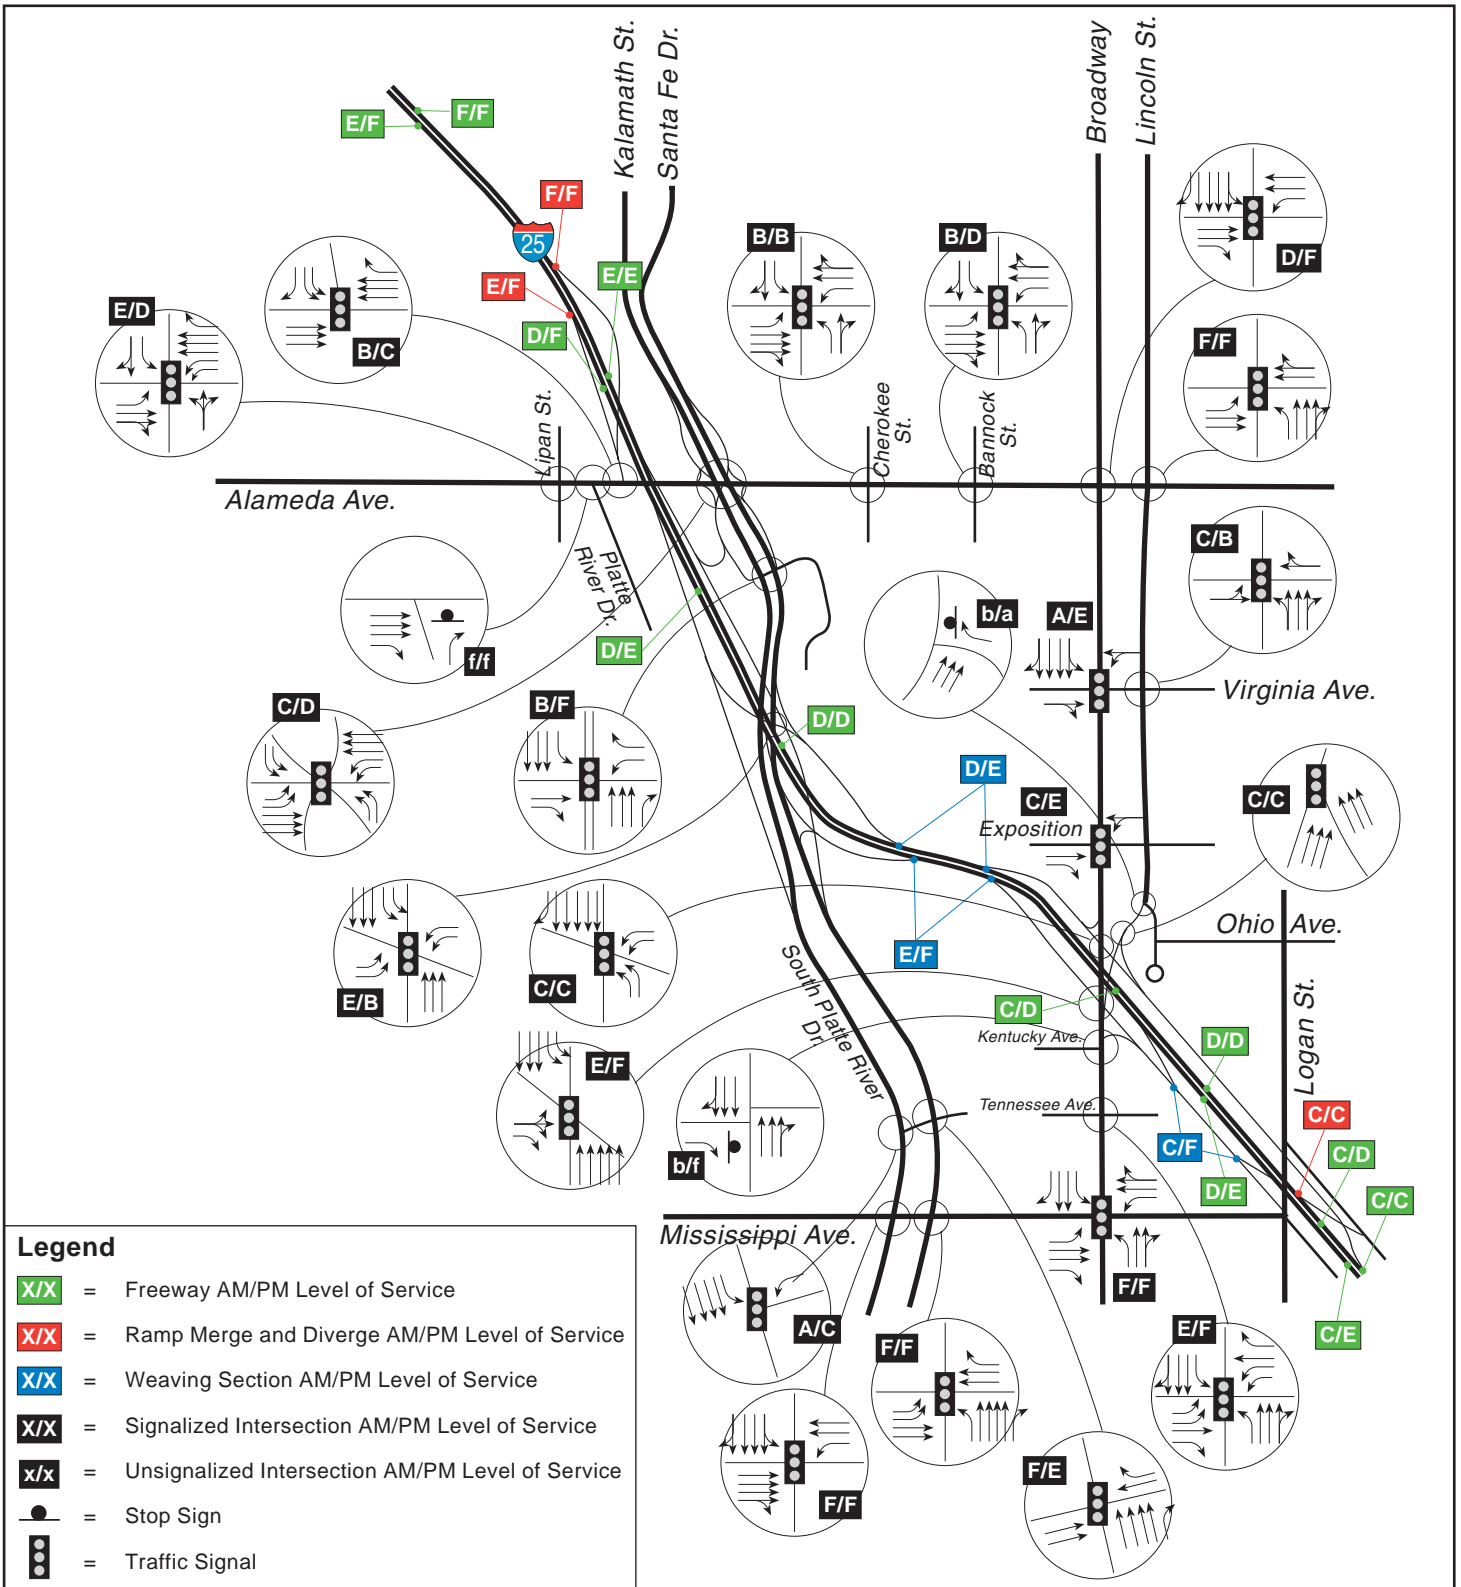 Kalamath St.
Santa Fe Dr.
Broadway
Lincoln St.
F/F
E/F
F/F
25
E/E
E/F
D/F
B/B
B/D
D/F
E/D
B/C
F/F
Lipan St.
Cherokee
St.
Bannock
St.
Alameda Ave.
Platte
River Dr.
C/B
f/f
D/E
b/a
A/E
Virginia Ave.
C/D
B/F
D/D
D/E
C/E
Exposition
C/C
E/B
C/C
E/F
Ohio Ave.
South Platte River
Dr.
C/D
Kentucky Ave.
Logan St.
D/D
E/F
b/f
Tennessee Ave.
C/F
D/E
C/C
C/D
C/C
Mississippi Ave.
F/F
A/C
F/F
E/F
C/E
F/F
F/E
Legend
X/X = Freeway AM/PM Level of Service
X/X = Ramp Merge and Diverge AM/PM Level of Service
X/X = Weaving Section AM/PM Level of Service
X/X = Signalized Intersection AM/PM Level of Service
x/x = Unsignalized Intersection AM/PM Level of Service
= Stop Sign
= Traffic Signal